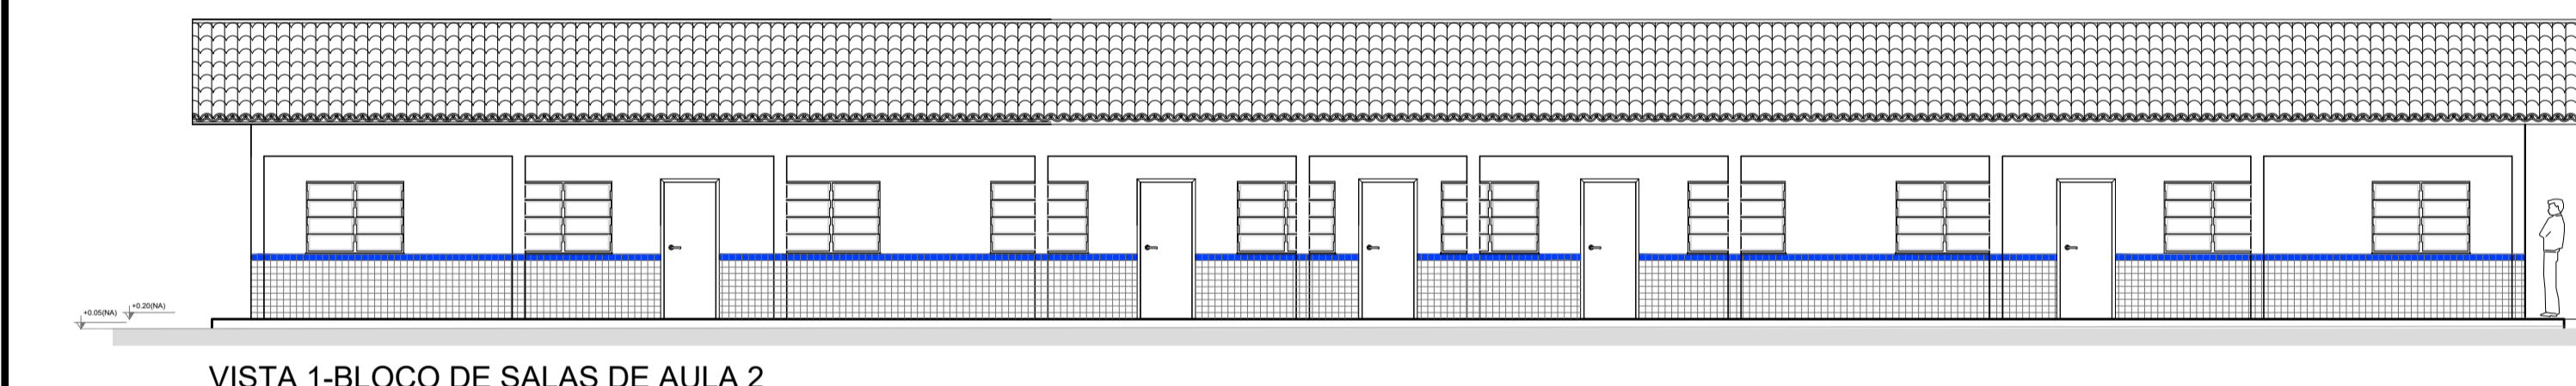 +0.20(NA)
+0.05(NA)
VISTA 1-BLOCO DE SALAS DE AULA 2